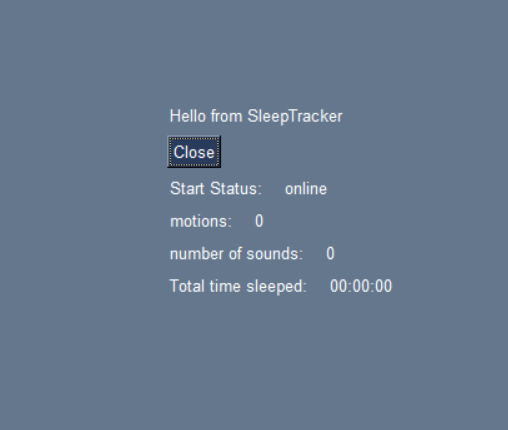 Hello from SleepTracker
Close
Start Status: online
motions: 0
number of sounds: 0
Total time sleeped: 00:00:00